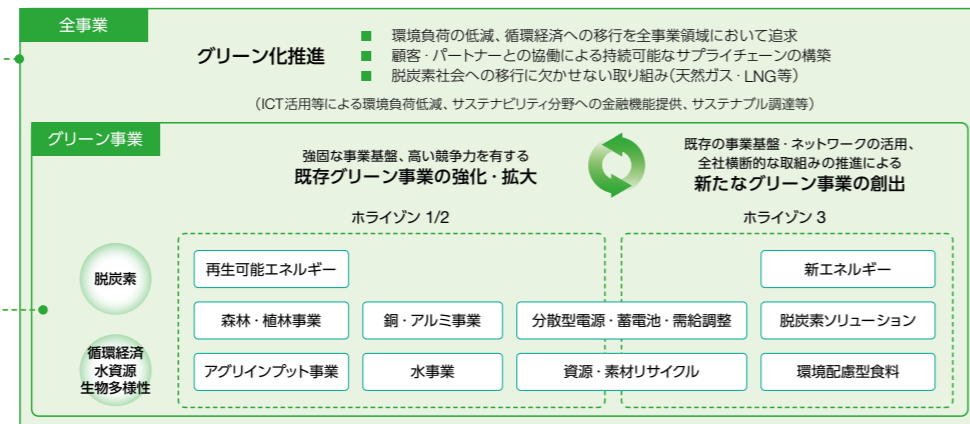 全事業
グリーン化推進
■ 環境負荷の低減、循環経済への移行を全事業領域において追求
■ 顧客・パートナーとの協働による持続可能なサプライチェーンの構築
■ 脱炭素社会への移行に欠かせない取り組み(天然ガス・LNG等)
(ICT活用等による環境負荷低減、サステナビリティ分野への金融機能提供、サステナブル調達等)
グリーン事業
強固な事業基盤、高い競争力を有する
既存グリーン事業の強化・拡大
既存の事業基盤・ネットワークの活用、
全社横断的な取組みの推進による
新たなグリーン事業の創出
ホライゾン 1/2
ホライゾン 3
脱炭素
再生可能エネルギー
新エネルギー
森林・植林事業
銅・アルミ事業
分散型電源・蓄電池・需給調整
脱炭素ソリューション
循環経済
水資源
生物多様性
アグリインプット事業
水事業
資源・素材リサイクル
環境配慮型食料